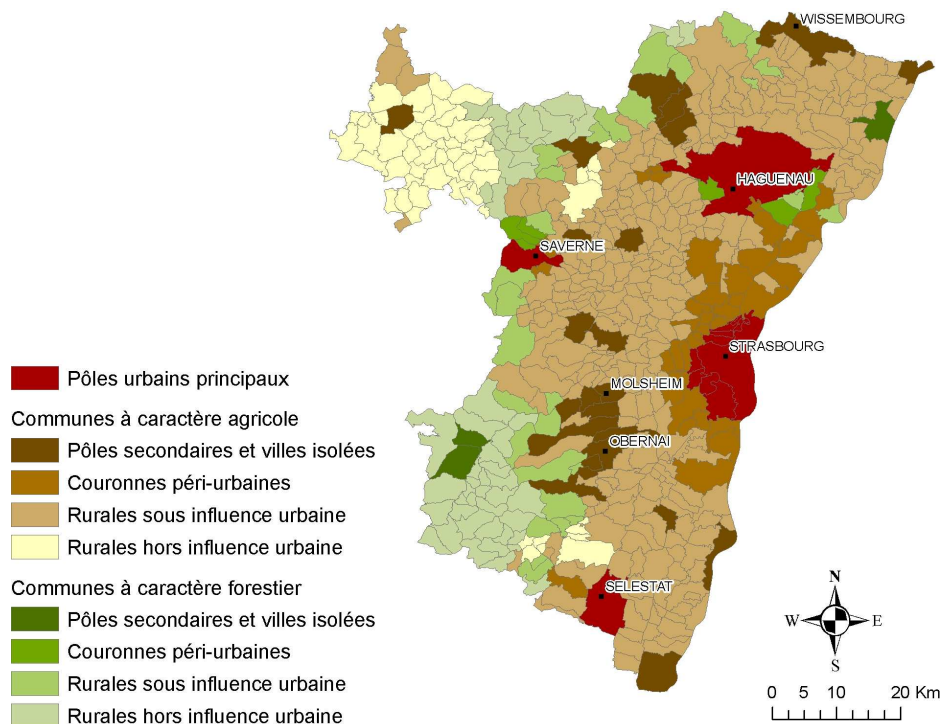 WISSEMBOURG
HAGUENAU
SAVERNE
STRASBOURG
MOLSHEIM
OBERNAI
SELESTAT
Pôles urbains principaux
Communes à caractère agricole
Pôles secondaires et villes isolées
Couronnes péri-urbaines
Rurales sous influence urbaine
Rurales hors influence urbaine
Communes à caractère forestier
Pôles secondaires et villes isolées
Couronnes péri-urbaines
Rurales sous influence urbaine
Rurales hors influence urbaine
N
W E
S
0 5 10 20 Km